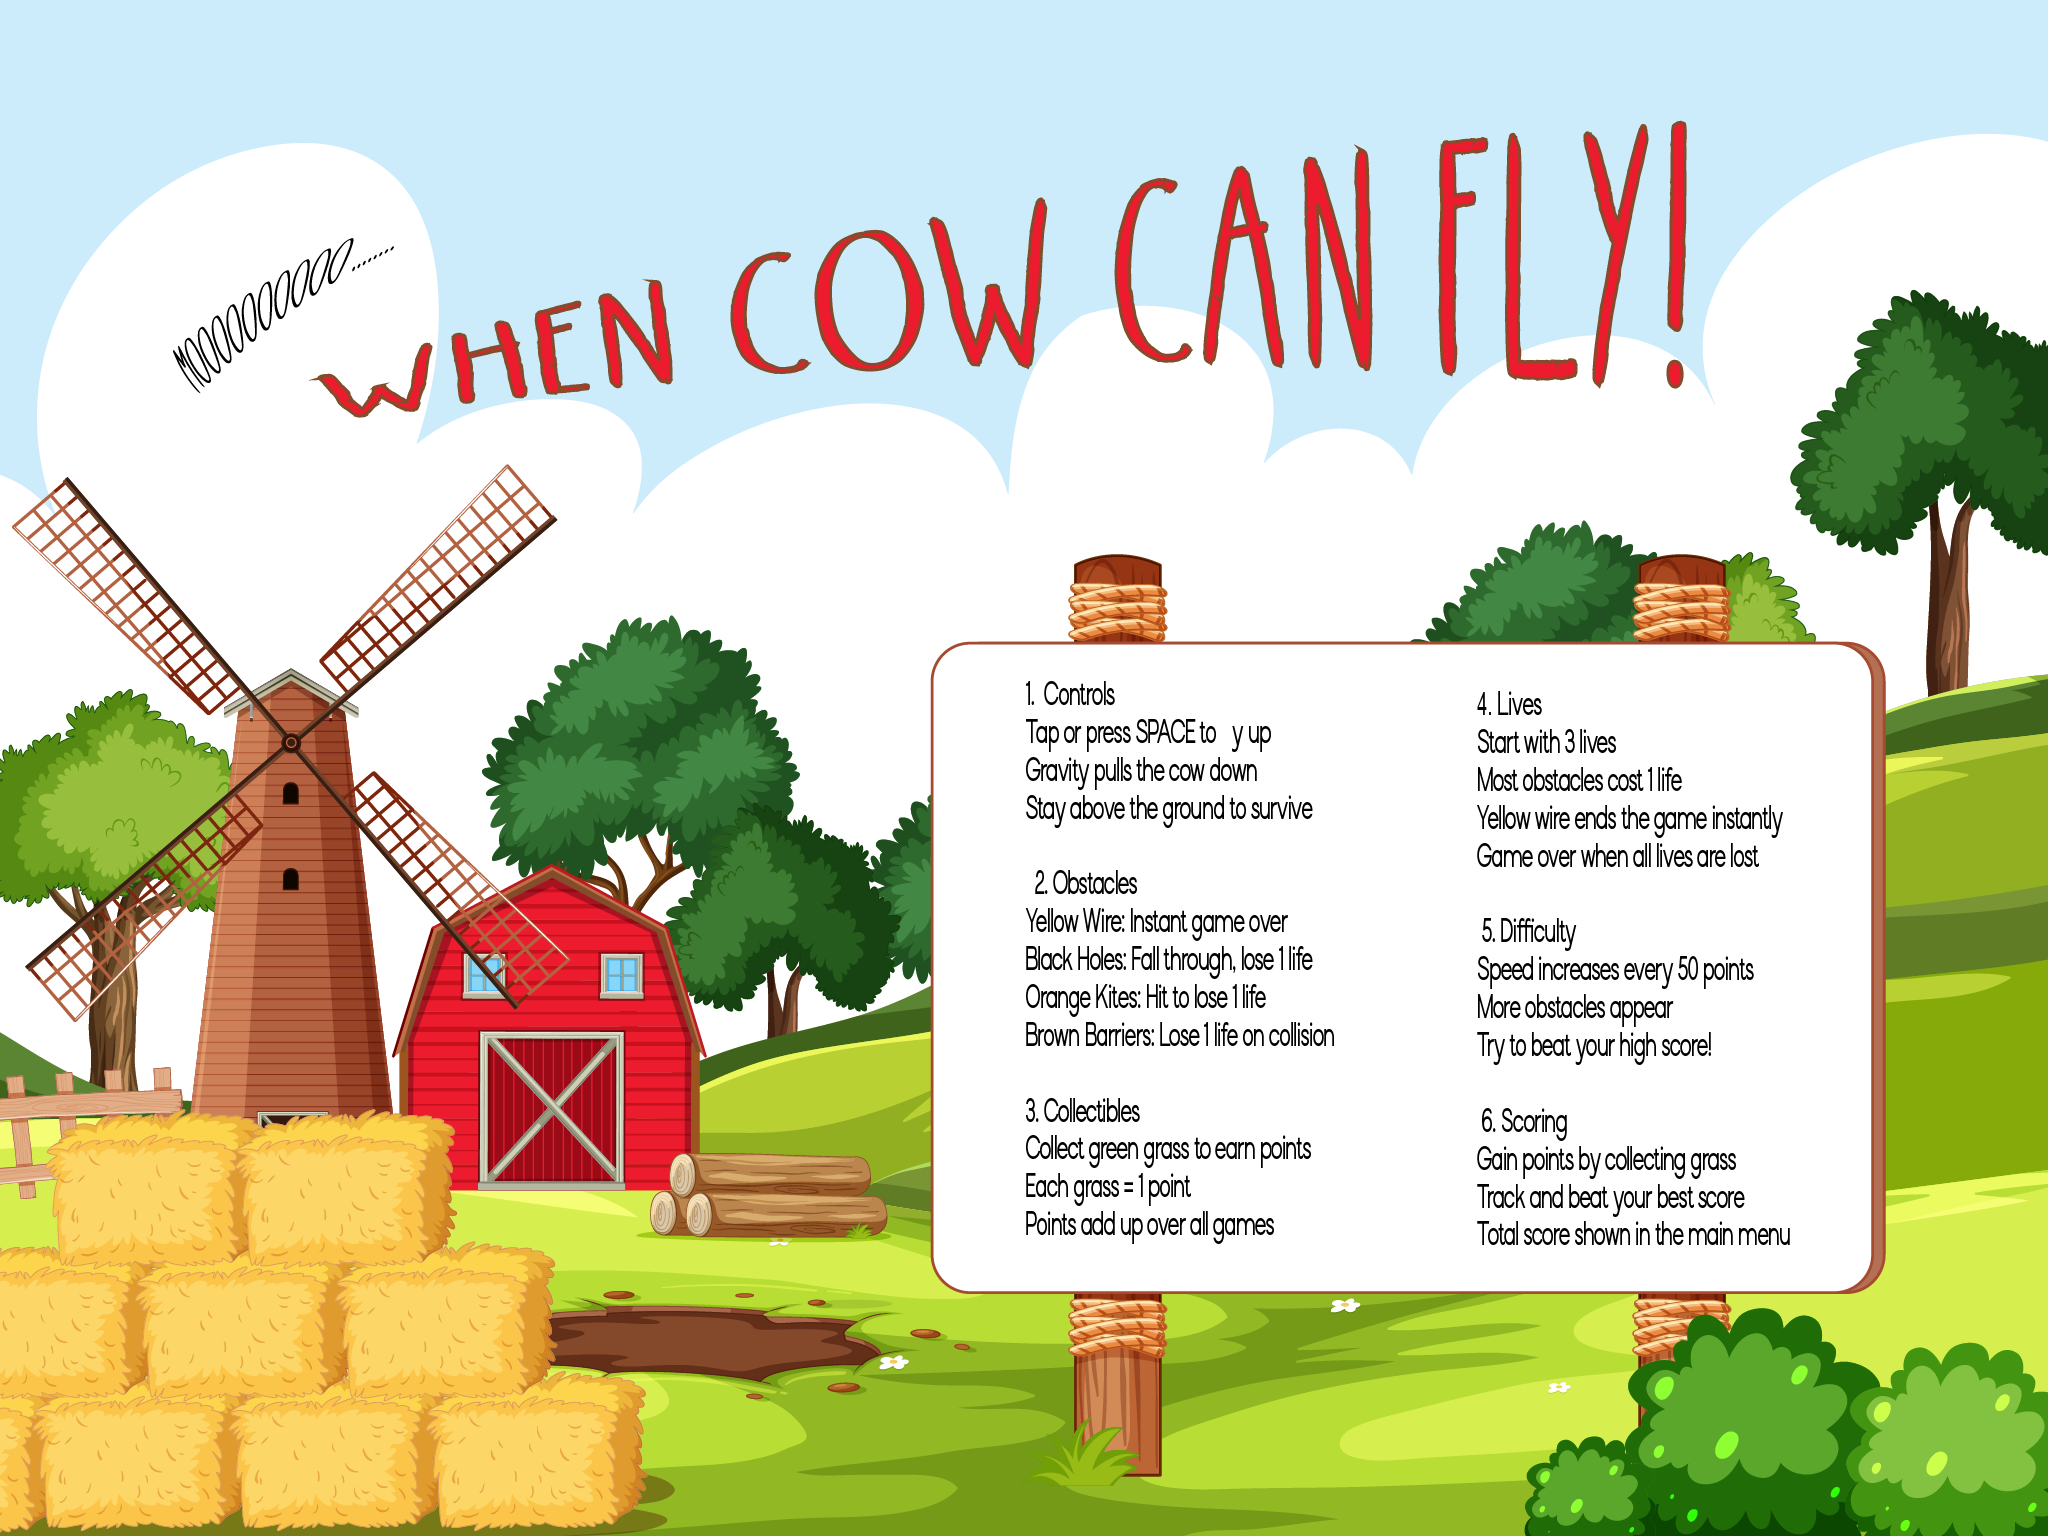 MOOOOOOOOOO.......
WHEN COW CAN FLY!
1. Controls
Tap or press SPACE to  y up
Gravity pulls the cow down
Stay above the ground to survive
2. Obstacles
Yellow Wire: Instant game over
Black Holes: Fall through, lose 1 life
Orange Kites: Hit to lose 1 life
Brown Barriers: Lose 1 life on collision
3. Collectibles
Collect green grass to earn points
Each grass = 1 point
Points add up over all games
4. Lives
Start with 3 lives
Most obstacles cost 1 life
Yellow wire ends the game instantly
Game over when all lives are lost
5. Difficulty
Speed increases every 50 points
More obstacles appear
Try to beat your high score!
6. Scoring
Gain points by collecting grass
Track and beat your best score
Total score shown in the main menu